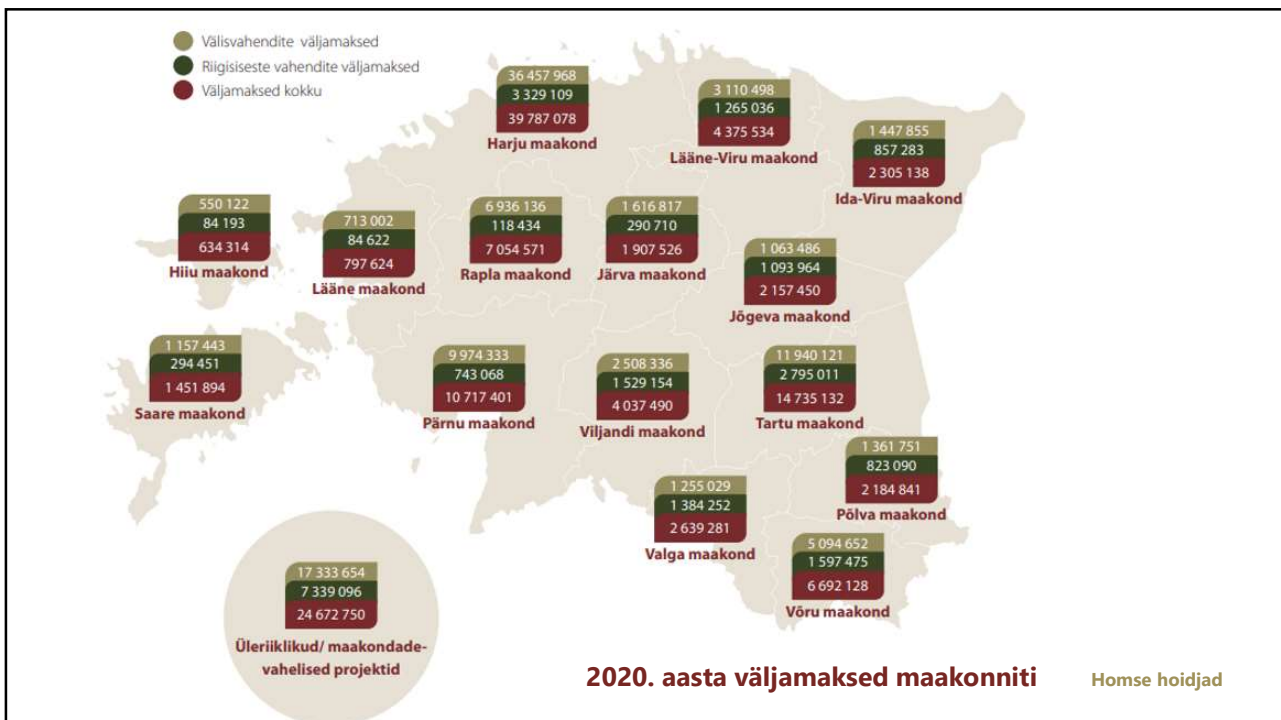 Välisvahendite väljamaksed
Riigisiseste vahendite väljamaksed
Väljamaksed kokku
36 457 968
3 329 109
39 787 078
Harju maakond
3 110 498
1 265 036
4 375 534
Lääne-Viru maakond
1 447 855
857 283
2 305 138
Ida-Viru maakond
550 122
84 193
634 314
Hiiu maakond
713 002
84 622
797 624
Lääne maakond
6 936 136
118 434
7 054 571
Rapla maakond
1 616 817
290 710
1 907 526
Järva maakond
1 063 486
1 093 964
2 157 450
Jõgeva maakond
1 157 443
294 451
1 451 894
Saare maakond
9 974 333
743 068
10 717 401
Pärnu maakond
2 508 336
1 529 154
4 037 490
Viljandi maakond
11 940 121
2 795 011
14 735 132
Tartu maakond
1 361 751
823 090
2 184 841
Põlva maakond
1 255 029
1 384 252
2 639 281
Valga maakond
5 094 652
1 597 475
6 692 128
Võru maakond
17 333 654
7 339 096
24 672 750
Üleriiklikud/ maakondade-
vahelised projektid
2020. aasta väljamaksed maakonniti
Homse hoidjad